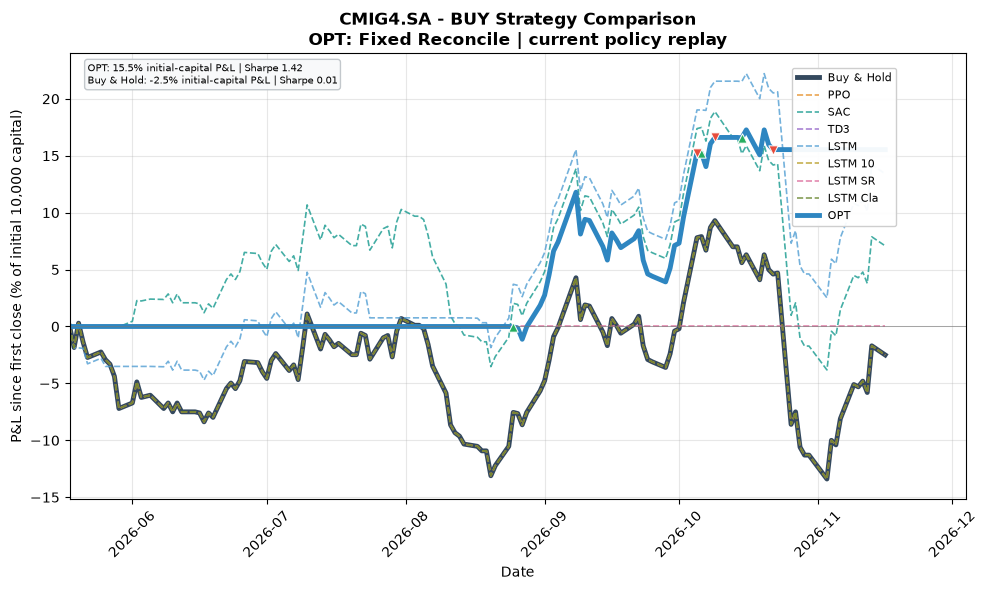 CMIG4.SA - BUY Strategy Comparison
OPT: Fixed Reconcile | current policy replay
OPT: 15.5% initial-capital P&L | Sharpe 1.42
Buy & Hold: -2.5% initial-capital P&L | Sharpe 0.01
Buy & Hold
PPO
SAC
TD3
LSTM
LSTM 10
LSTM SR
LSTM Cla
OPT
P&L since first close (% of initial 10,000 capital)
20
15
10
5
0
−5
−10
−15
2026-06
2026-07
2026-08
2026-09
2026-10
2026-11
2026-12
Date